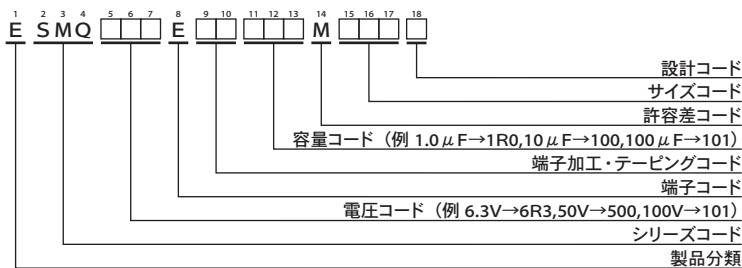 1 2 3 4 5 6 7 8 9 10 11 12 13 14 15 16 17 18
E SMQ □□□ E □□ □□□ M □□□ □
設計コード
サイズコード
許容差コード
容量コード（例 1.0μF→1R0,10μF→100,100μF→101）
端子加工・テーピングコード
端子コード
電圧コード（例 6.3V→6R3,50V→500,100V→101）
シリーズコード
製品分類